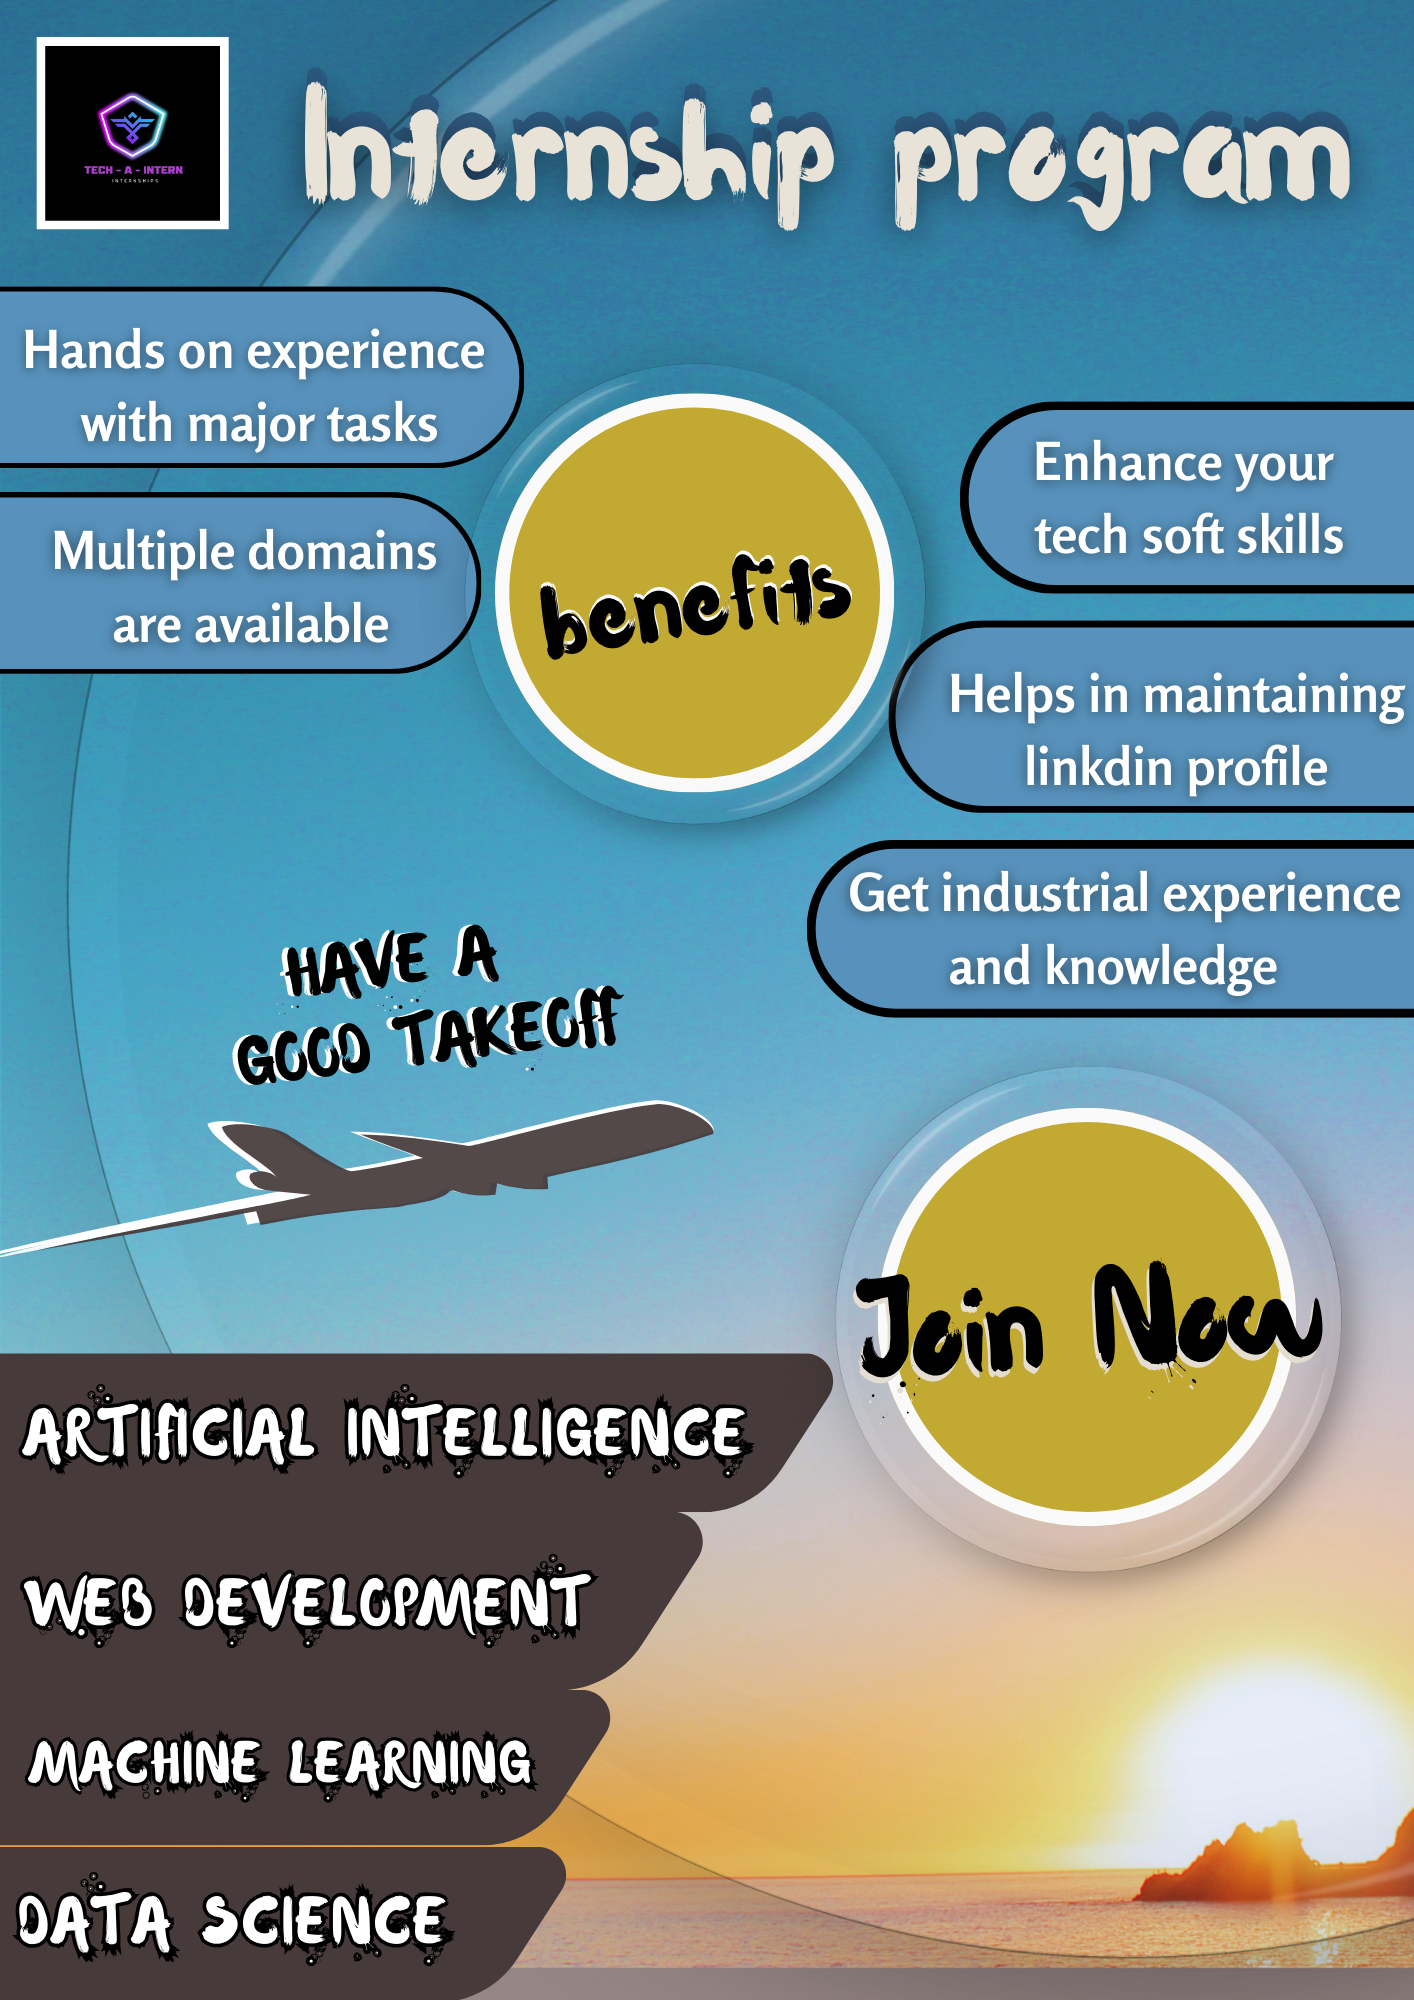 TECH - A - INTERN
INTERNSHIPS
Internship program
Hands on experience
with major tasks
Multiple domains
are available
benefits
Enhance your
tech soft skills
Helps in maintaining
linkdin profile
Get industrial experience
and knowledge
HAVE A
GOOD TAKEOff
Join Now
ARTIfICIAL INTELLIGENCE
WEB DEVELOPMENT
MACHINE LEARNING
DATA SCIENCE